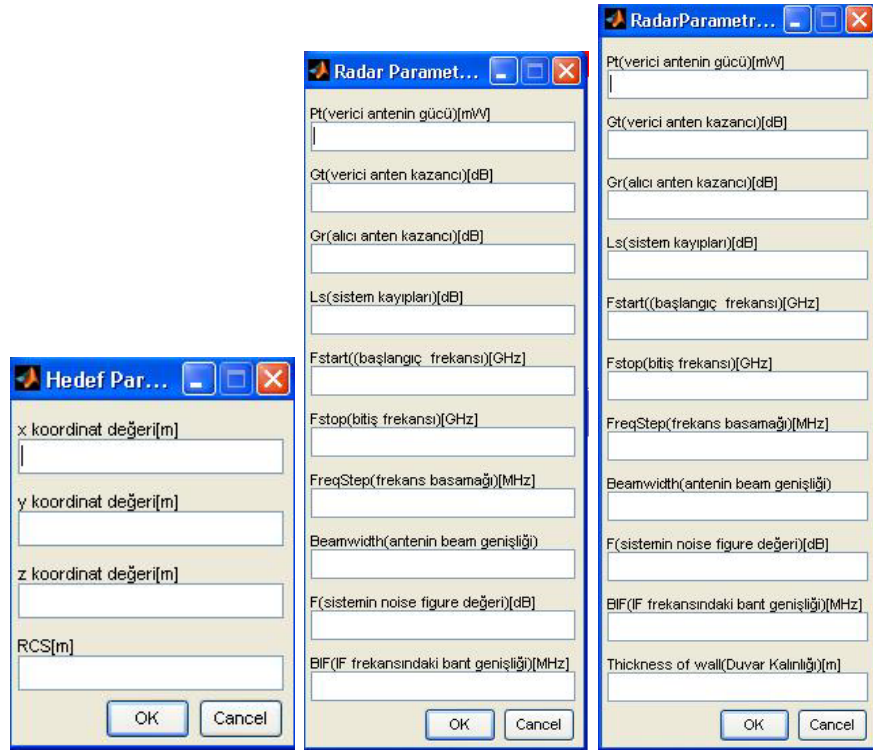 Hedef Par...
x koordinat değeri[m]
y koordinat değeri[m]
z koordinat değeri[m]
RCS[m]
OK
Cancel
Radar Paramet...
Pt(verici antenin gücü)[mW]
Gt(verici anten kazancı)[dB]
Gr(alıcı anten kazancı)[dB]
Ls(sistem kayıpları)[dB]
Fstart((başlangıç frekansı)[GHz]
Fstop(bitiş frekansı)[GHz]
FreqStep(frekans basamağı)[MHz]
Beamwidth(antenin beam genişliği)
F(sistemin noise figure değeri)[dB]
BIF(IF frekansındaki bant genişliği)[MHz]
OK
Cancel
RadarParametr...
Pt(verici antenin gücü)[mW]
Gt(verici anten kazancı)[dB]
Gr(alıcı anten kazancı)[dB]
Ls(sistem kayıpları)[dB]
Fstart((başlangıç frekansı)[GHz]
Fstop(bitiş frekansı)[GHz]
FreqStep(frekans basamağı)[MHz]
Beamwidth(antenin beam genişliği)
F(sistemin noise figure değeri)[dB]
BIF(IF frekansındaki bant genişliği)[MHz]
Thickness of wall(Duvar Kalınlığı)[m]
OK
Cancel